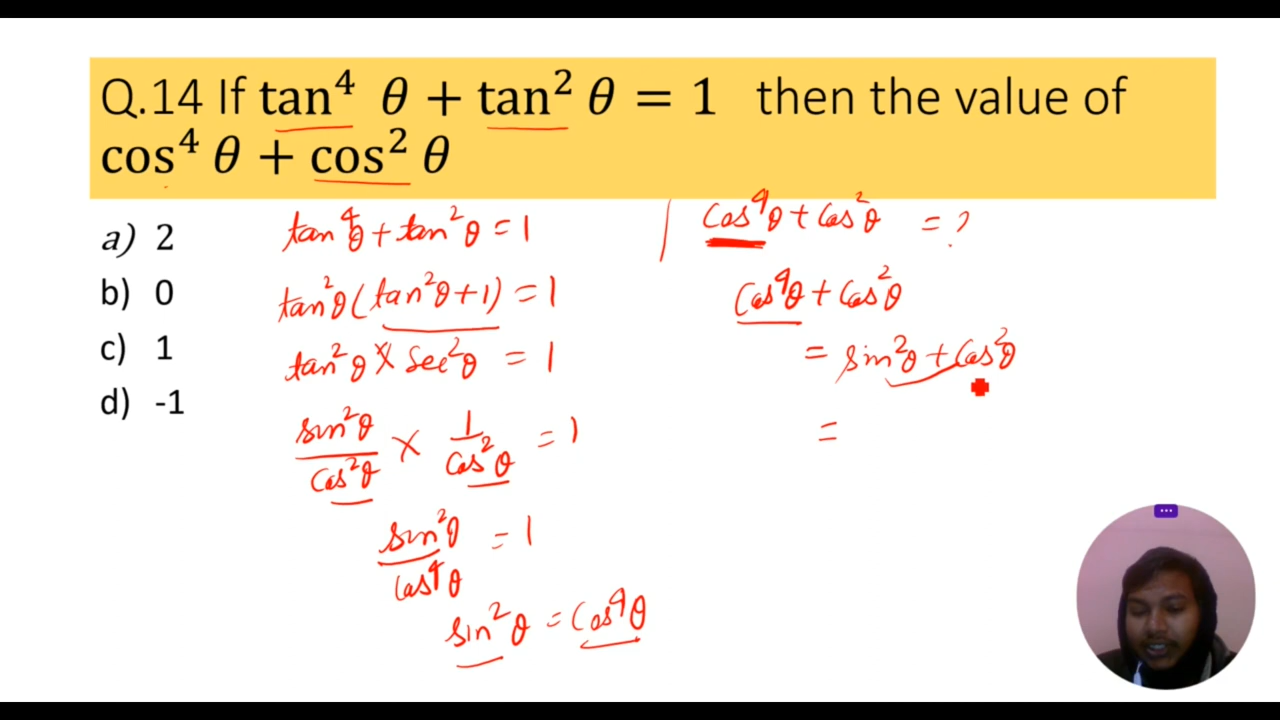 Q.14 If tan⁴ θ + tan² θ = 1 then the value of
cos⁴ θ + cos² θ
a) 2
b) 0
c) 1
d) -1
tan⁴θ + tan²θ = 1
tan²θ (tan²θ + 1) = 1
tan²θ × sec²θ = 1
sin²θ/cos²θ × 1/cos²θ = 1
sin²θ/cos⁴θ = 1
sin²θ = cos⁴θ
cos⁴θ + cos²θ = ?
cos⁴θ + cos²θ
= sin²θ + cos²θ
=